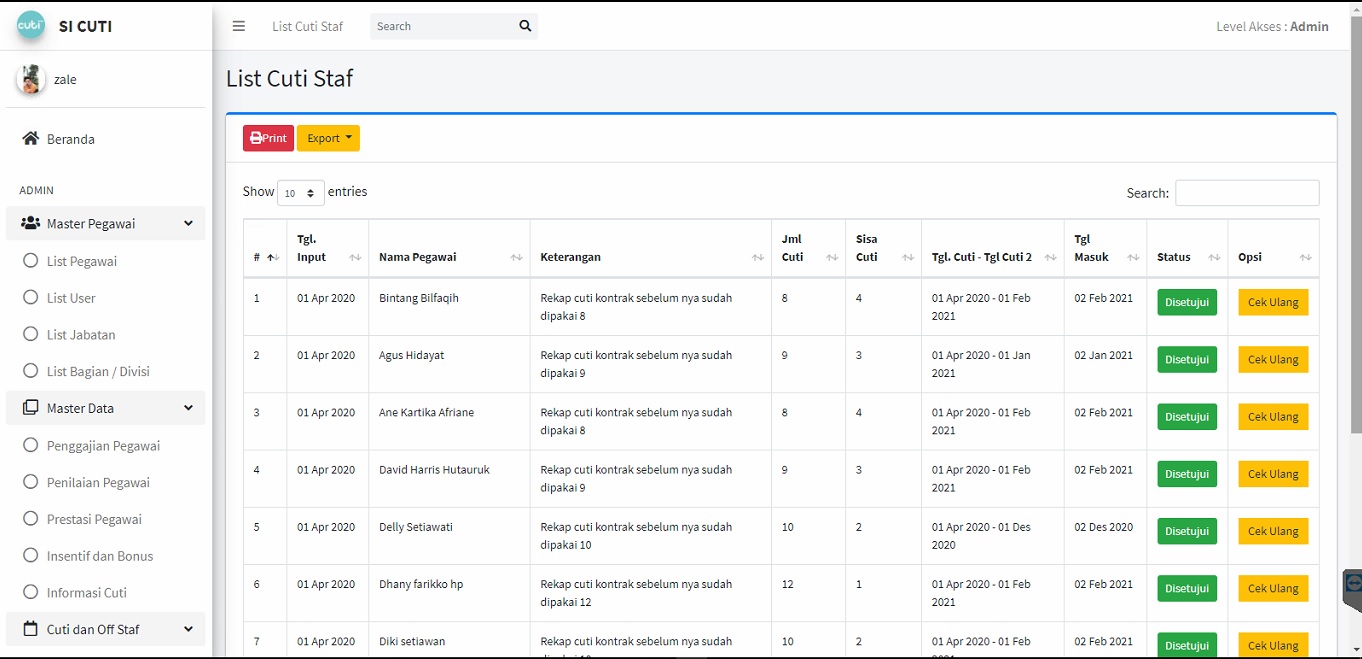 cuti
SI CUTI
List Cuti Staf
Search
Level Akses : Admin
zale
List Cuti Staf
Beranda
Print
Export
ADMIN
Master Pegawai
List Pegawai
List User
List Jabatan
List Bagian / Divisi
Master Data
Penggajian Pegawai
Penilaian Pegawai
Prestasi Pegawai
Insentif dan Bonus
Informasi Cuti
Cuti dan Off Staf
Show 10 entries
Search:
# Tgl. Input Nama Pegawai Keterangan Jml Cuti Sisa Cuti Tgl. Cuti - Tgl Cuti 2 Tgl Masuk Status Opsi
1 01 Apr 2020 Bintang Bilfaqih Rekap cuti kontrak sebelum nya sudah 8 4 01 Apr 2020 - 01 Feb 02 Feb 2021 Disetujui Cek Ulang
dipakai 8 2021
2 01 Apr 2020 Agus Hidayat Rekap cuti kontrak sebelum nya sudah 9 3 01 Apr 2020 - 01 Jan 02 Jan 2021 Disetujui Cek Ulang
dipakai 9 2021
3 01 Apr 2020 Ane Kartika Afriane Rekap cuti kontrak sebelum nya sudah 8 4 01 Apr 2020 - 01 Feb 02 Feb 2021 Disetujui Cek Ulang
dipakai 8 2021
4 01 Apr 2020 David Harris Hutauruk Rekap cuti kontrak sebelum nya sudah 9 3 01 Apr 2020 - 01 Feb 02 Feb 2021 Disetujui Cek Ulang
dipakai 9 2021
5 01 Apr 2020 Delly Setiawati Rekap cuti kontrak sebelum nya sudah 10 2 01 Apr 2020 - 01 Des 02 Des 2020 Disetujui Cek Ulang
dipakai 10 2020
6 01 Apr 2020 Dhany farikko hp Rekap cuti kontrak sebelum nya sudah 12 1 01 Apr 2020 - 01 Feb 02 Feb 2021 Disetujui Cek Ulang
dipakai 12 2021
7 01 Apr 2020 Diki setiawan Rekap cuti kontrak sebelum nya sudah 10 2 01 Apr 2020 - 01 Feb 02 Feb 2021 Disetujui Cek Ulang